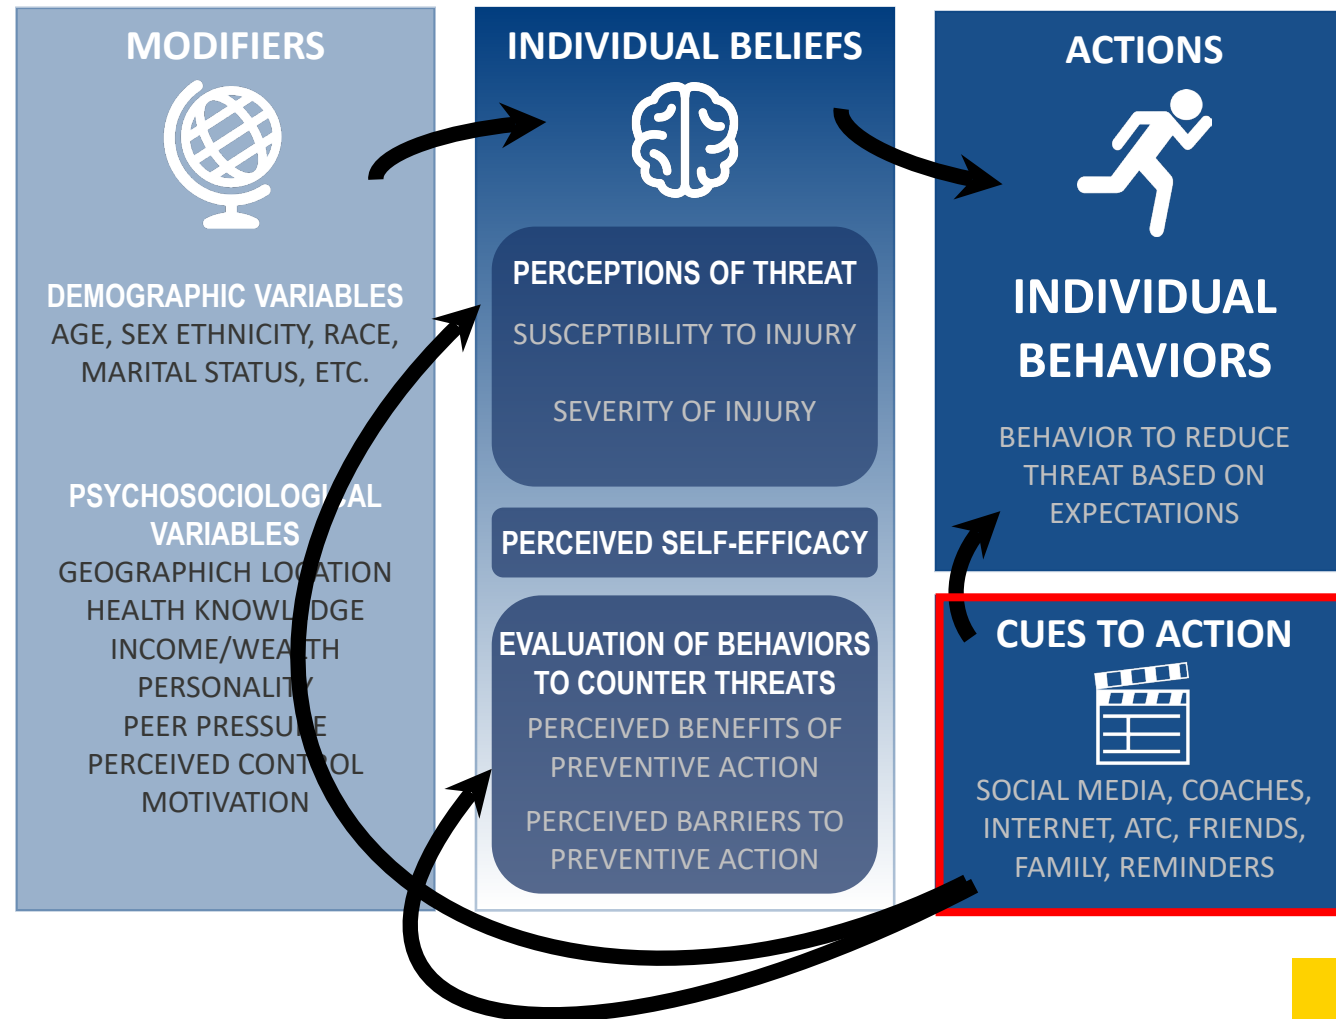 MODIFIERS
DEMOGRAPHIC VARIABLES
AGE, SEX ETHNICITY, RACE,
MARITAL STATUS, ETC.
PSYCHOSOCIOLOGICAL
VARIABLES
GEOGRAPHICH LOCATION
HEALTH KNOWLEDGE
INCOME/WEALTH
PERSONALITY
PEER PRESSURE
PERCEIVED CONTROL
MOTIVATION
INDIVIDUAL BELIEFS
PERCEPTIONS OF THREAT
SUSCEPTIBILITY TO INJURY
SEVERITY OF INJURY
PERCEIVED SELF-EFFICACY
EVALUATION OF BEHAVIORS
TO COUNTER THREATS
PERCEIVED BENEFITS OF
PREVENTIVE ACTION
PERCEIVED BARRIERS TO
PREVENTIVE ACTION
ACTIONS
INDIVIDUAL
BEHAVIORS
BEHAVIOR TO REDUCE
THREAT BASED ON
EXPECTATIONS
CUES TO ACTION
SOCIAL MEDIA, COACHES,
INTERNET, ATC, FRIENDS,
FAMILY, REMINDERS